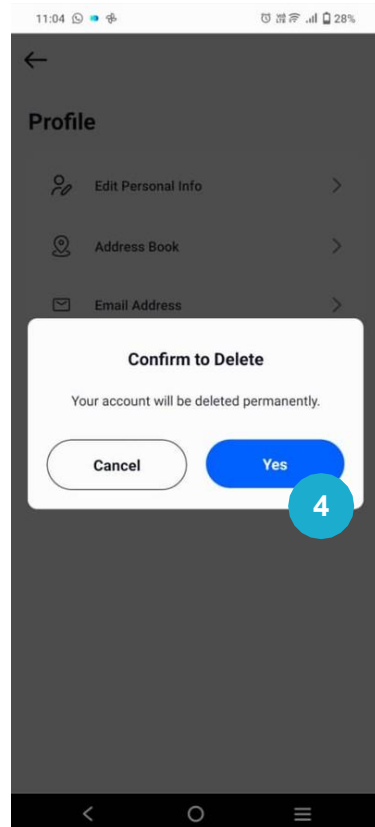 11:04 28%
Profile
Edit Personal Info
Address Book
Email Address
Confirm to Delete
Your account will be deleted permanently.
Cancel Yes
4